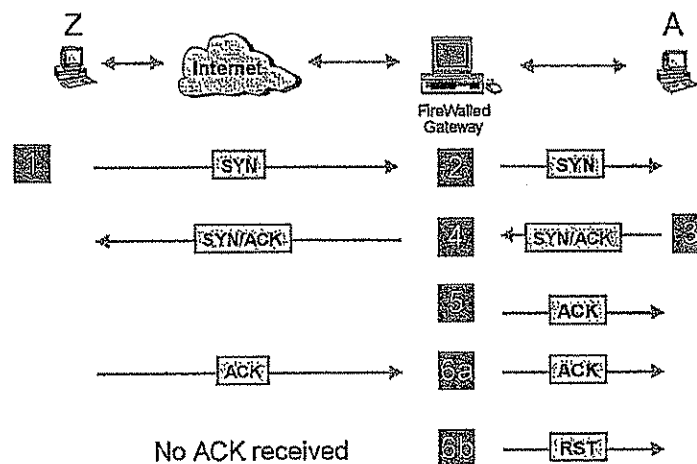 Z
A
Internet
FireWalled
Gateway
1
SYN
2
SYN
SYN/ACK
4
SYN/ACK
3
5
ACK
ACK
6a
ACK
No ACK received
6b
RST